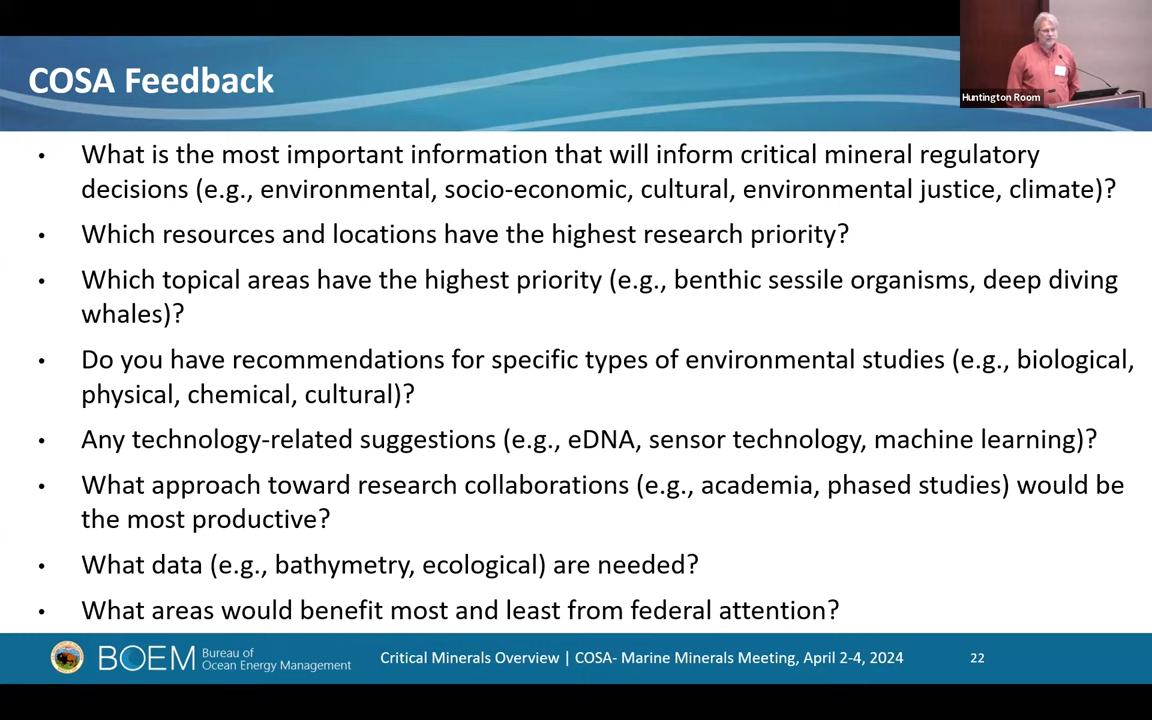 COSA Feedback
Huntington Room
• What is the most important information that will inform critical mineral regulatory
decisions (e.g., environmental, socio-economic, cultural, environmental justice, climate)?
• Which resources and locations have the highest research priority?
• Which topical areas have the highest priority (e.g., benthic sessile organisms, deep diving
whales)?
• Do you have recommendations for specific types of environmental studies (e.g., biological,
physical, chemical, cultural)?
• Any technology-related suggestions (e.g., eDNA, sensor technology, machine learning)?
• What approach toward research collaborations (e.g., academia, phased studies) would be
the most productive?
• What data (e.g., bathymetry, ecological) are needed?
• What areas would benefit most and least from federal attention?
BOEM
Bureau of
Ocean Energy Management
Critical Minerals Overview | COSA- Marine Minerals Meeting, April 2-4, 2024
22